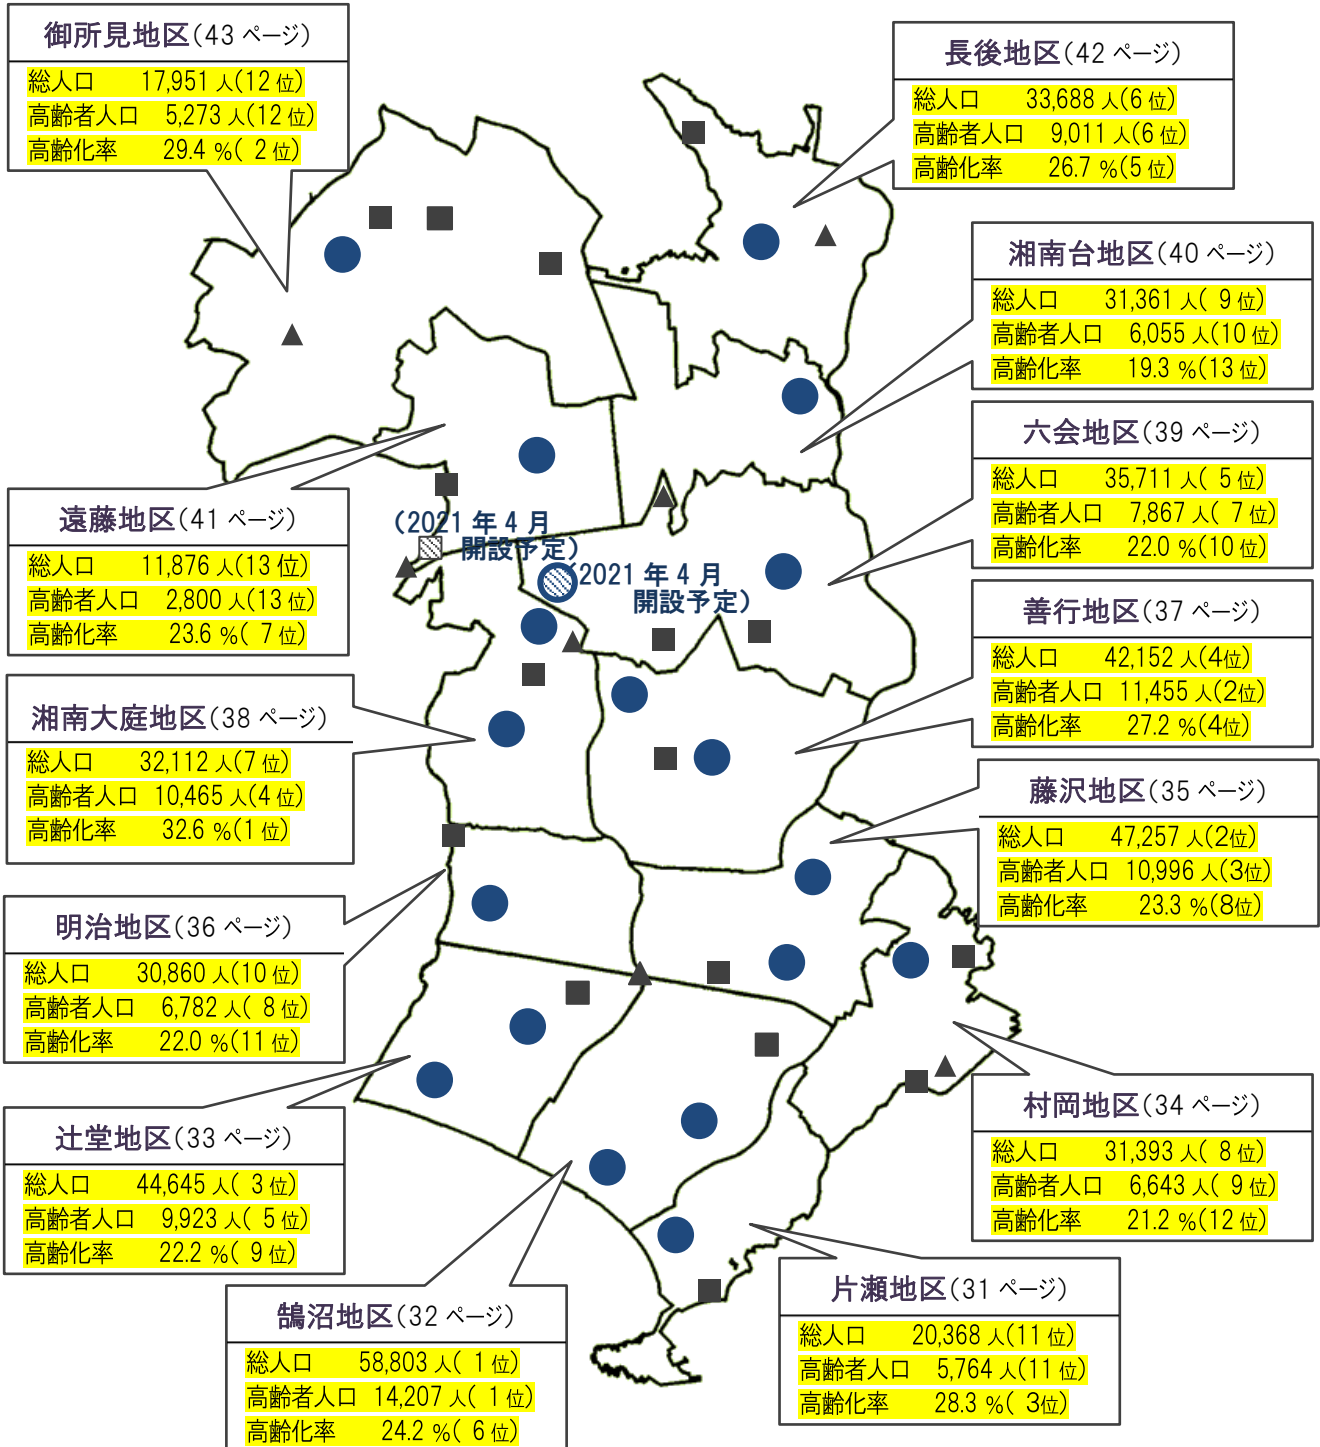 御所見地区(43 ページ)
総人口 17,951 人(12 位)
高齢者人口 5,273 人(12 位)
高齢化率 29.4 %( 2 位)
長後地区(42 ページ)
総人口 33,688 人(6 位)
高齢者人口 9,011 人(6 位)
高齢化率 26.7 %(5 位)
湘南台地区(40 ページ)
総人口 31,361 人( 9 位)
高齢者人口 6,055 人(10 位)
高齢化率 19.3 %(13 位)
六会地区(39 ページ)
総人口 35,711 人( 5 位)
高齢者人口 7,867 人( 7 位)
高齢化率 22.0 %(10 位)
遠藤地区(41 ページ)
総人口 11,876 人(13 位)
高齢者人口 2,800 人(13 位)
高齢化率 23.6 %( 7 位)
(2021 年 4 月
開設予定)
(2021 年 4 月
開設予定)
善行地区(37 ページ)
総人口 42,152 人(4位)
高齢者人口 11,455 人(2位)
高齢化率 27.2 %(4位)
湘南大庭地区(38 ページ)
総人口 32,112 人(7 位)
高齢者人口 10,465 人(4 位)
高齢化率 32.6 %(1 位)
藤沢地区(35 ページ)
総人口 47,257 人(2位)
高齢者人口 10,996 人(3位)
高齢化率 23.3 %(8位)
明治地区(36 ページ)
総人口 30,860 人(10 位)
高齢者人口 6,782 人( 8 位)
高齢化率 22.0 %(11 位)
村岡地区(34 ページ)
総人口 31,393 人( 8 位)
高齢者人口 6,643 人( 9 位)
高齢化率 21.2 %(12 位)
辻堂地区(33 ページ)
総人口 44,645 人( 3 位)
高齢者人口 9,923 人( 5 位)
高齢化率 22.2 %( 9 位)
片瀬地区(31 ページ)
総人口 20,368 人(11 位)
高齢者人口 5,764 人(11 位)
高齢化率 28.3 %( 3位)
鵠沼地区(32 ページ)
総人口 58,803 人( 1 位)
高齢者人口 14,207 人( 1 位)
高齢化率 24.2 %( 6 位)